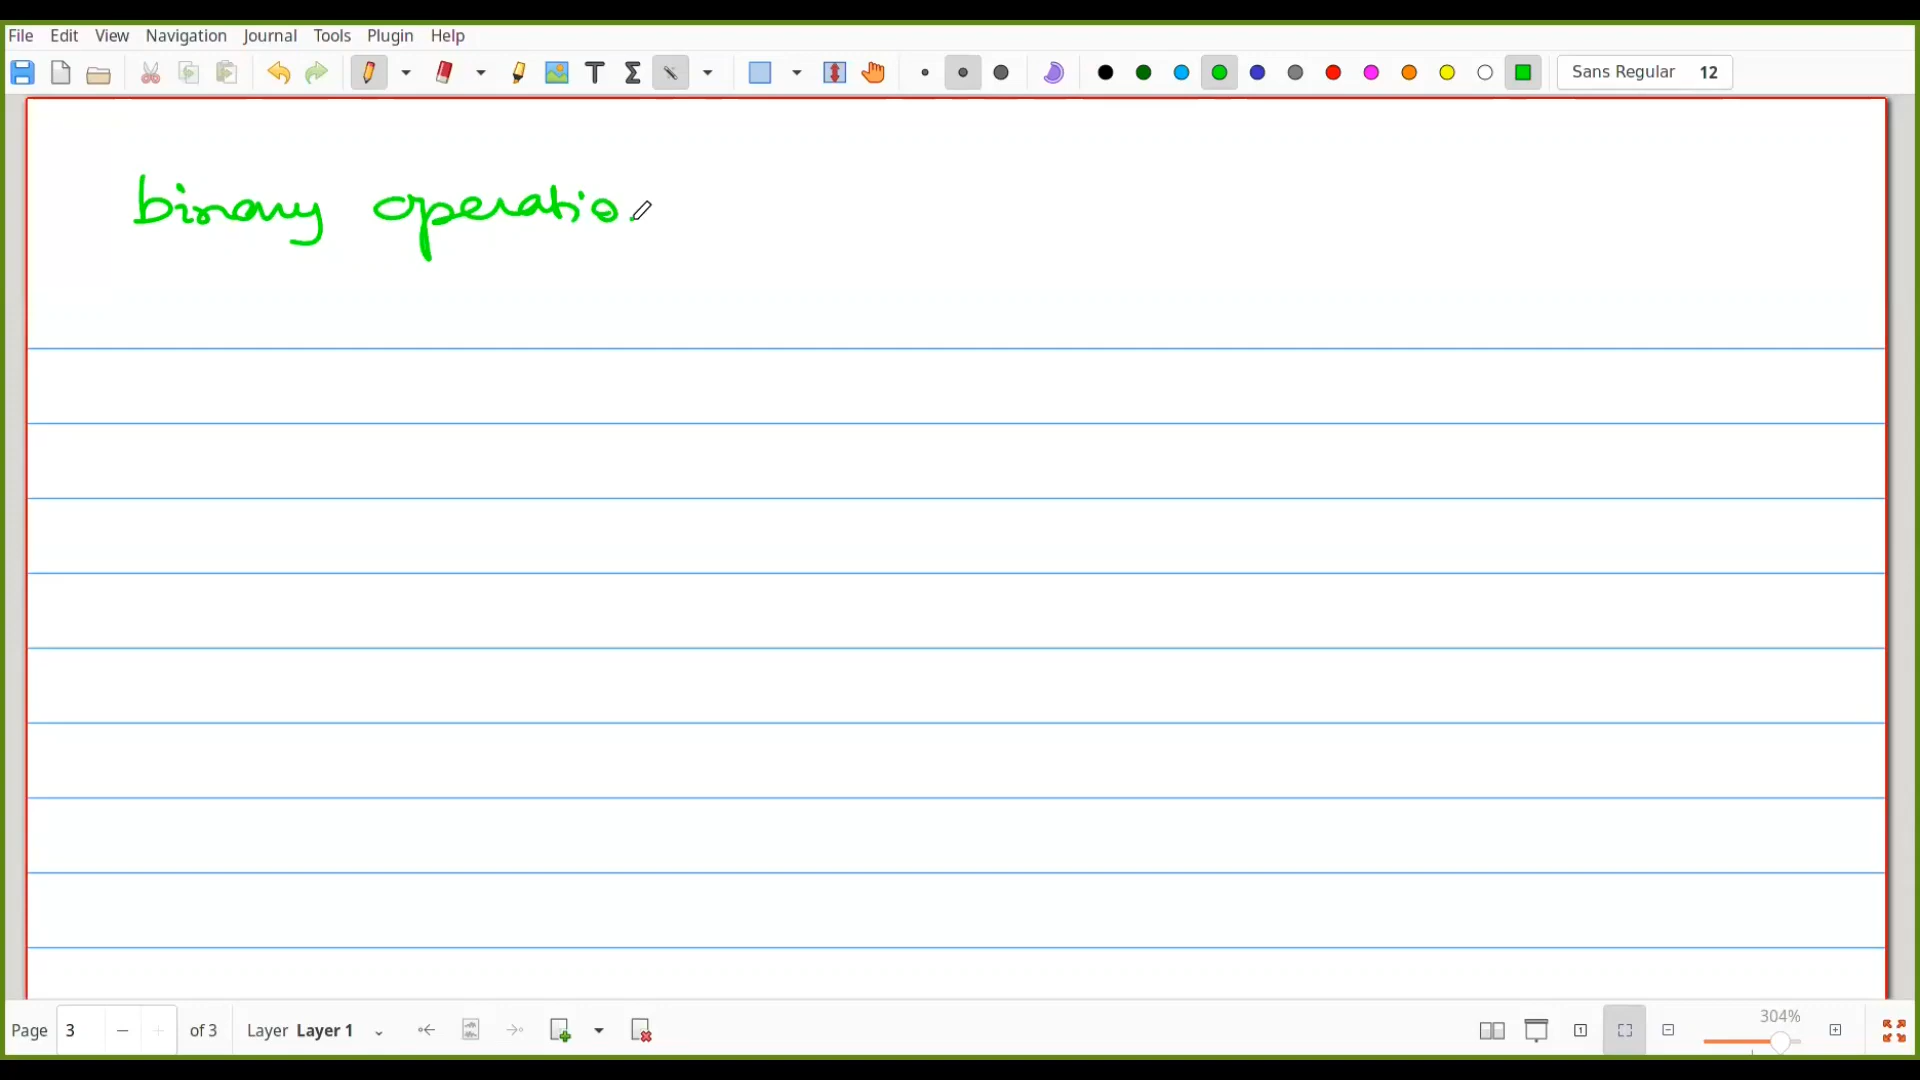 File Edit View Navigation Journal Tools Plugin Help
Sans Regular 12
binary operatio
Page 3 of 3 Layer Layer 1 304%